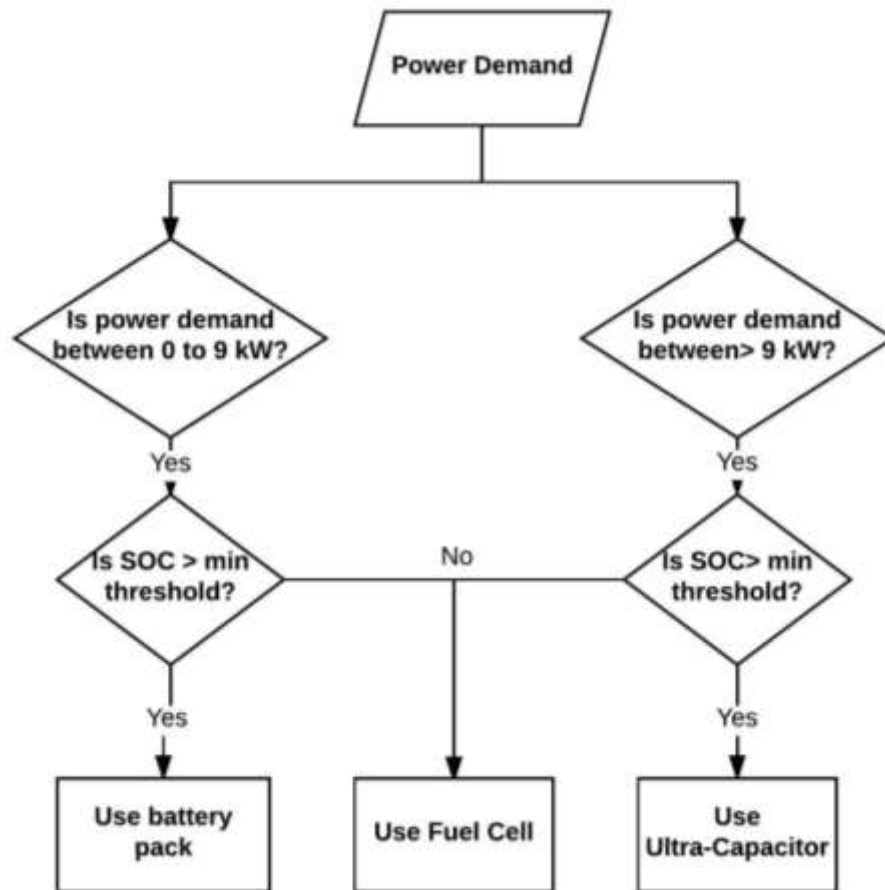 Power Demand
Is power demand
between 0 to 9 kW?
Is power demand
between> 9 kW?
Yes
Yes
Is SOC > min
threshold?
No
Is SOC> min
threshold?
Yes
Yes
Use battery
pack
Use Fuel Cell
Use
Ultra-Capacitor